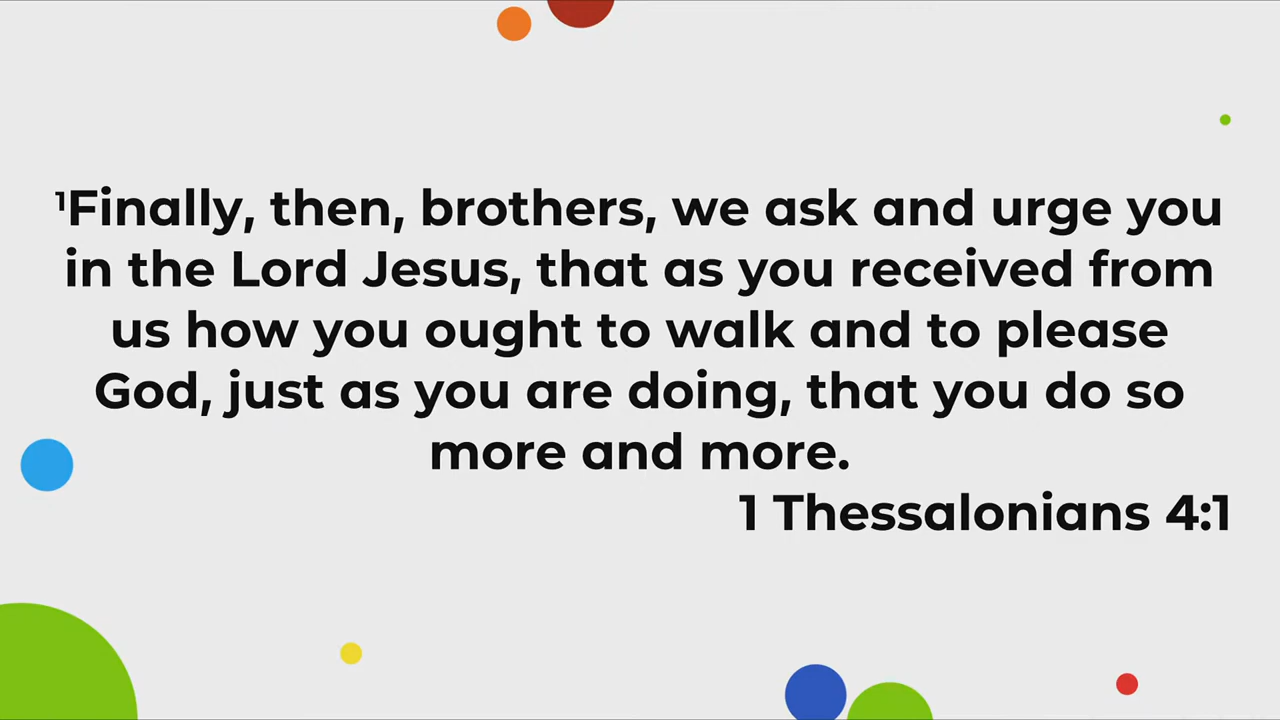 ¹Finally, then, brothers, we ask and urge you
in the Lord Jesus, that as you received from
us how you ought to walk and to please
God, just as you are doing, that you do so
more and more.
1 Thessalonians 4:1